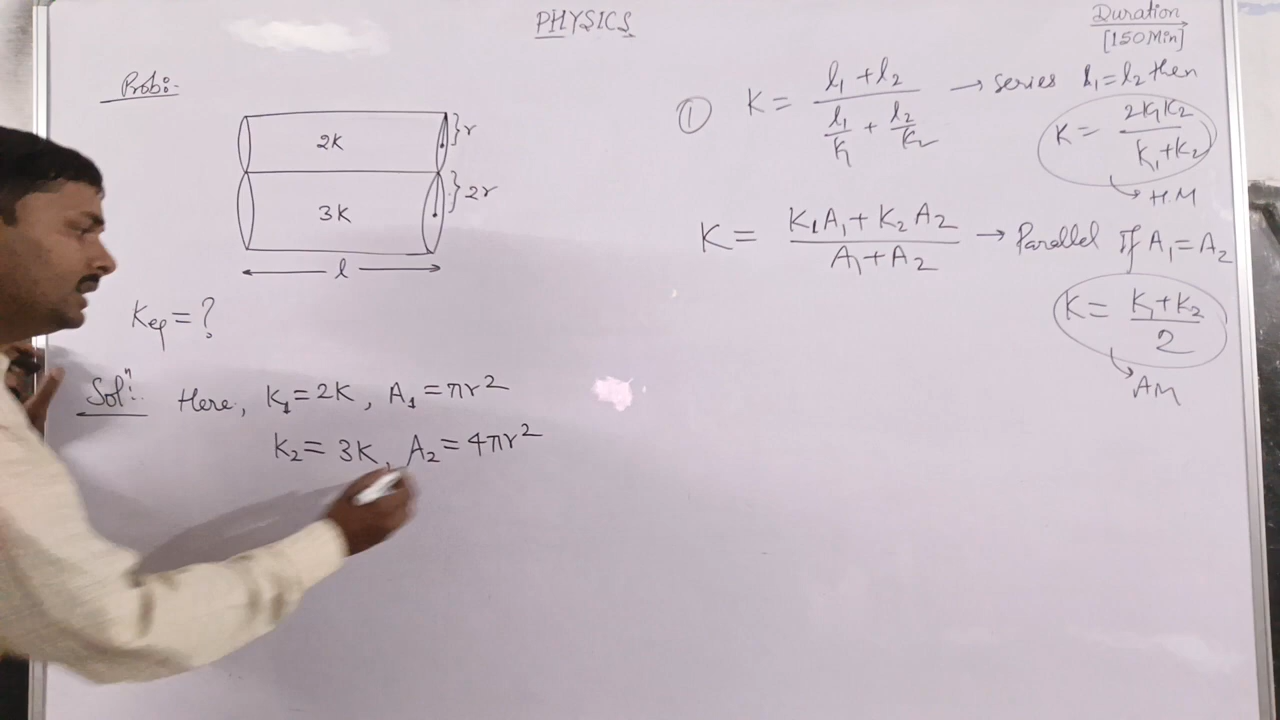 PHYSICS
Duration
[150 Min]
Prob:-
2K
}r
3K
}2r
l
Keq = ?
Solⁿ:- Here, K₁ = 2K, A₁ = πr²
K₂ = 3K, A₂ = 4πr²
① K = (l₁ + l₂) / (l₁/K₁ + l₂/K₂) → series l₁ = l₂ then
K = 2K₁K₂ / (K₁ + K₂)
→ H.M
K = (K₁A₁ + K₂A₂) / (A₁ + A₂) → Parallel If A₁ = A₂
K = (K₁ + K₂) / 2
→ AM